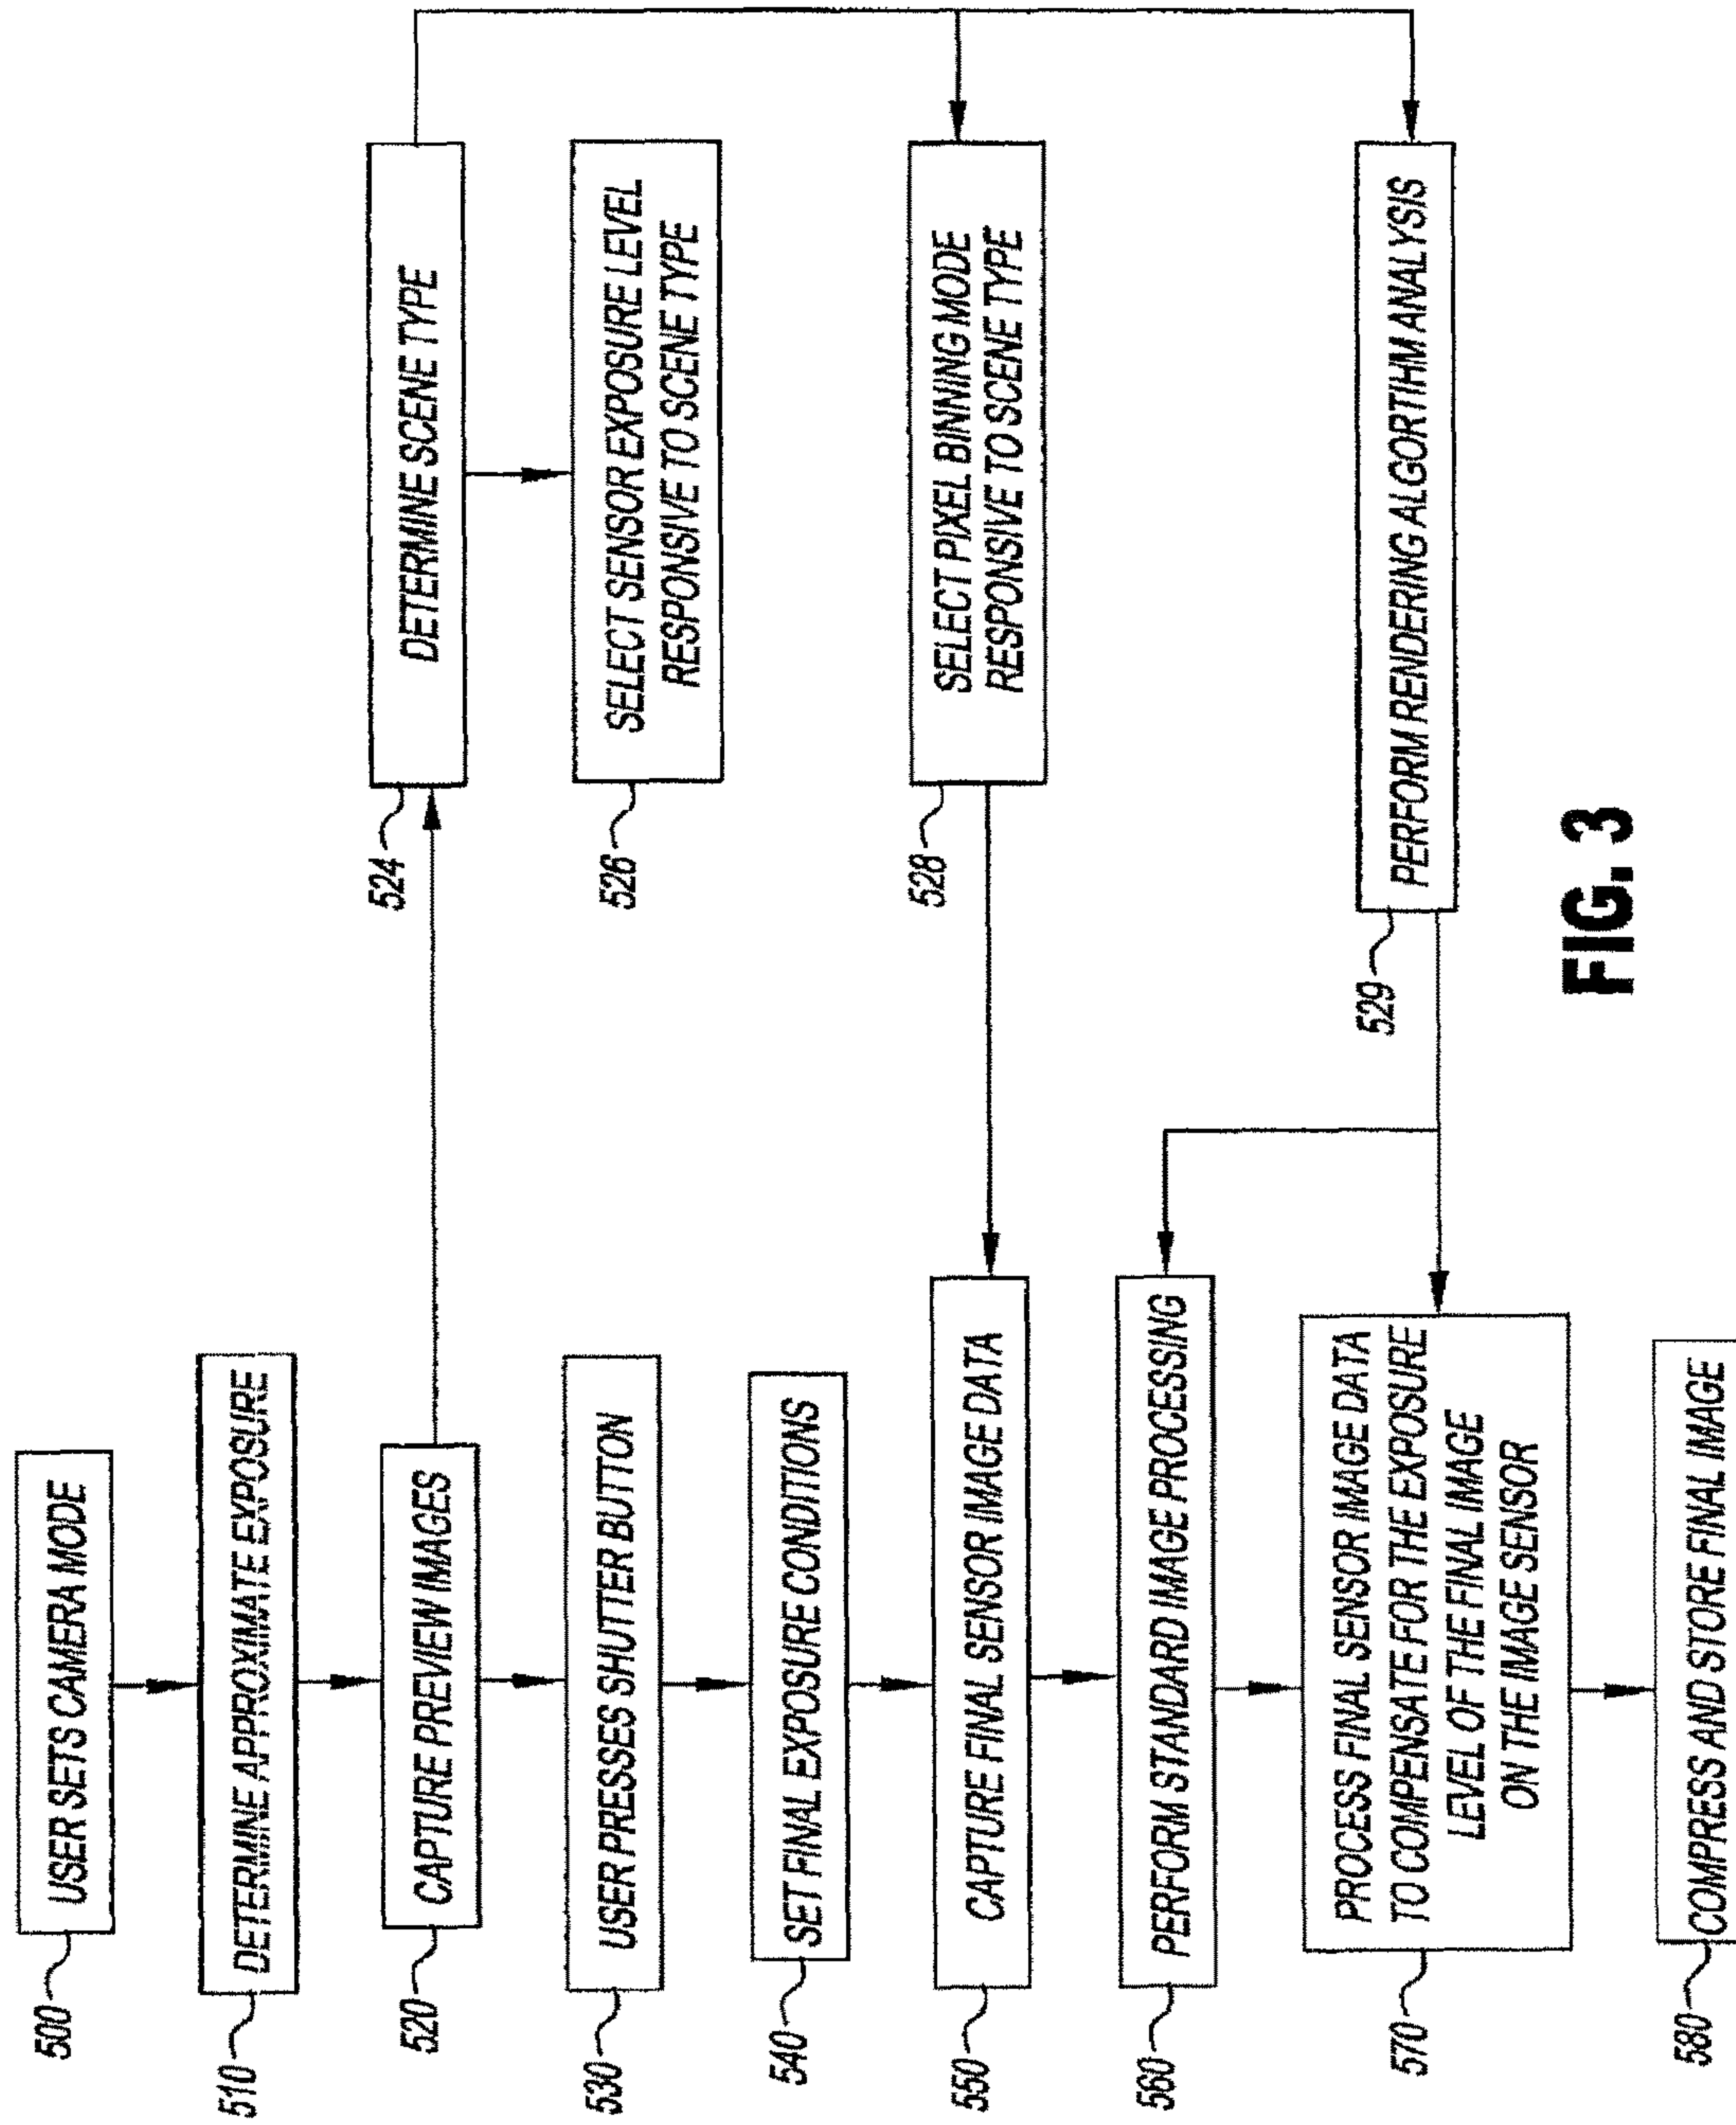 500
USER SETS CAMERA MODE
510
DETERMINE APPROXIMATE EXPOSURE
520
CAPTURE PREVIEW IMAGES
524
DETERMINE SCENE TYPE
526
SELECT SENSOR EXPOSURE LEVEL
RESPONSIVE TO SCENE TYPE
530
USER PRESSES SHUTTER BUTTON
540
SET FINAL EXPOSURE CONDITIONS
528
SELECT PIXEL BINNING MODE
RESPONSIVE TO SCENE TYPE
550
CAPTURE FINAL SENSOR IMAGE DATA
560
PERFORM STANDARD IMAGE PROCESSING
529
PERFORM RENDERING ALGORTIHM ANALYSIS
570
PROCESS FINAL SENSOR IMAGE DATA
TO COMPENSATE FOR THE EXPOSURE
LEVEL OF THE FINAL IMAGE
ON THE IMAGE SENSOR
580
COMPRESS AND STORE FINAL IMAGE
FIG. 3